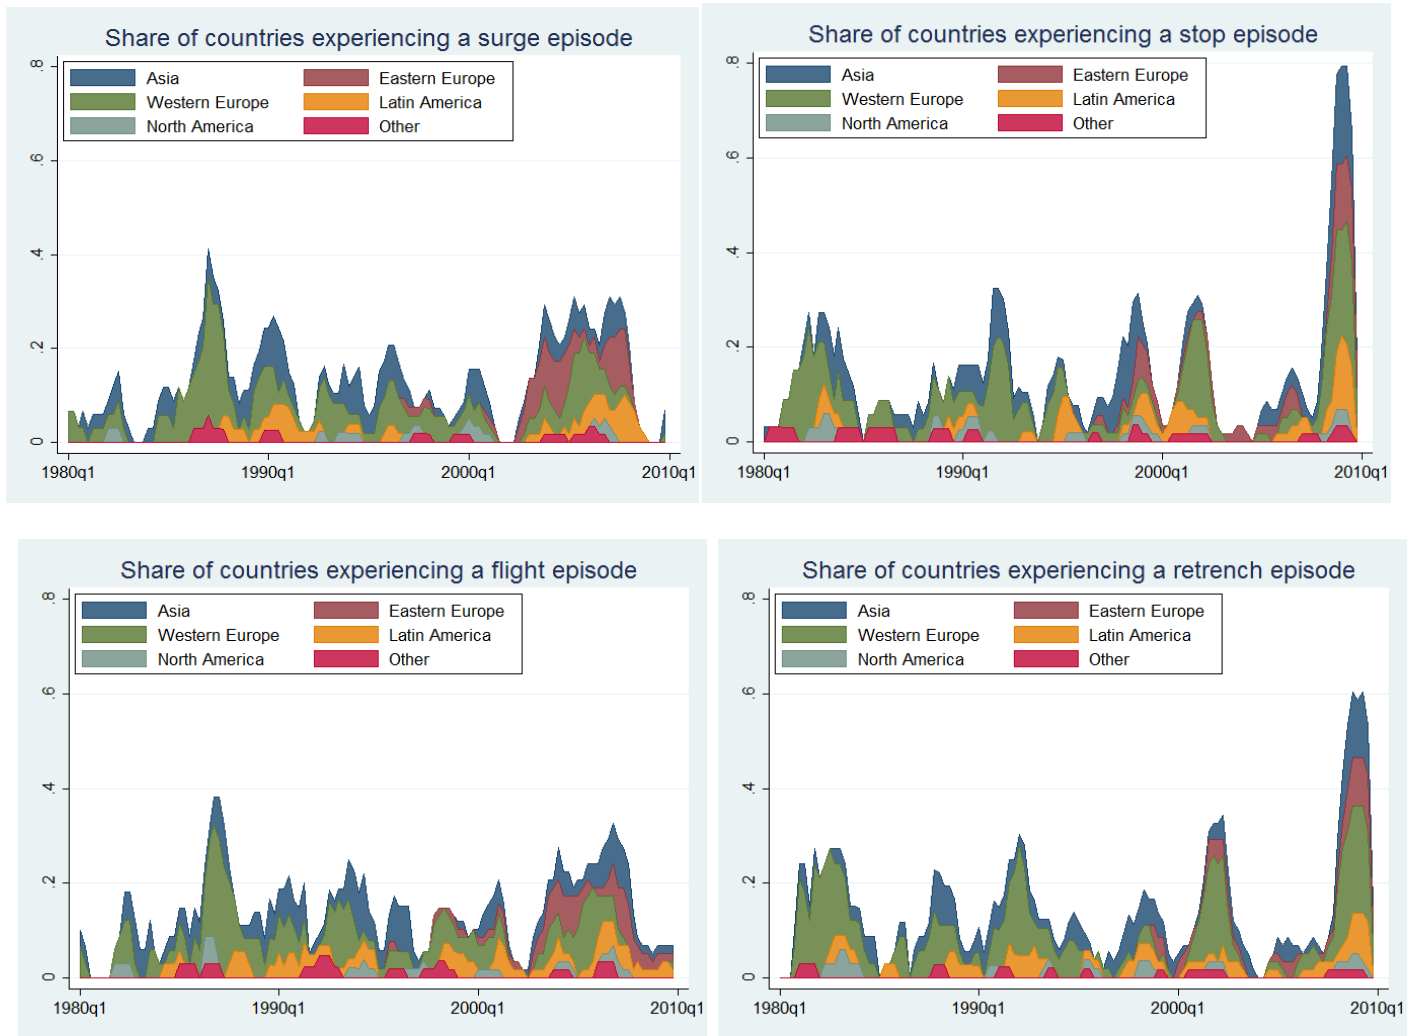 Share of countries experiencing a surge episode
.8
Asia
Eastern Europe
Western Europe
Latin America
North America
Other
.6
.4
.2
0
1980q1
1990q1
2000q1
2010q1
Share of countries experiencing a stop episode
.8
Asia
Eastern Europe
Western Europe
Latin America
North America
Other
.6
.4
.2
0
1980q1
1990q1
2000q1
2010q1
Share of countries experiencing a flight episode
.8
Asia
Eastern Europe
Western Europe
Latin America
North America
Other
.6
.4
.2
0
1980q1
1990q1
2000q1
2010q1
Share of countries experiencing a retrench episode
.8
Asia
Eastern Europe
Western Europe
Latin America
North America
Other
.6
.4
.2
0
1980q1
1990q1
2000q1
2010q1